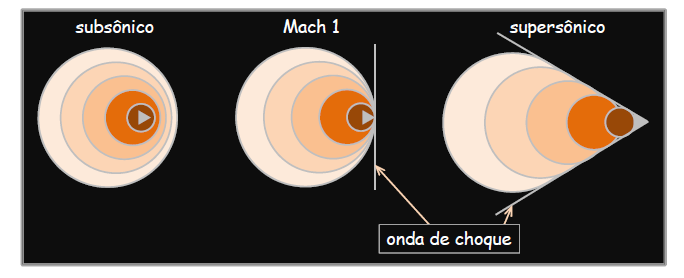 subsônico
Mach 1
supersônico
onda de choque